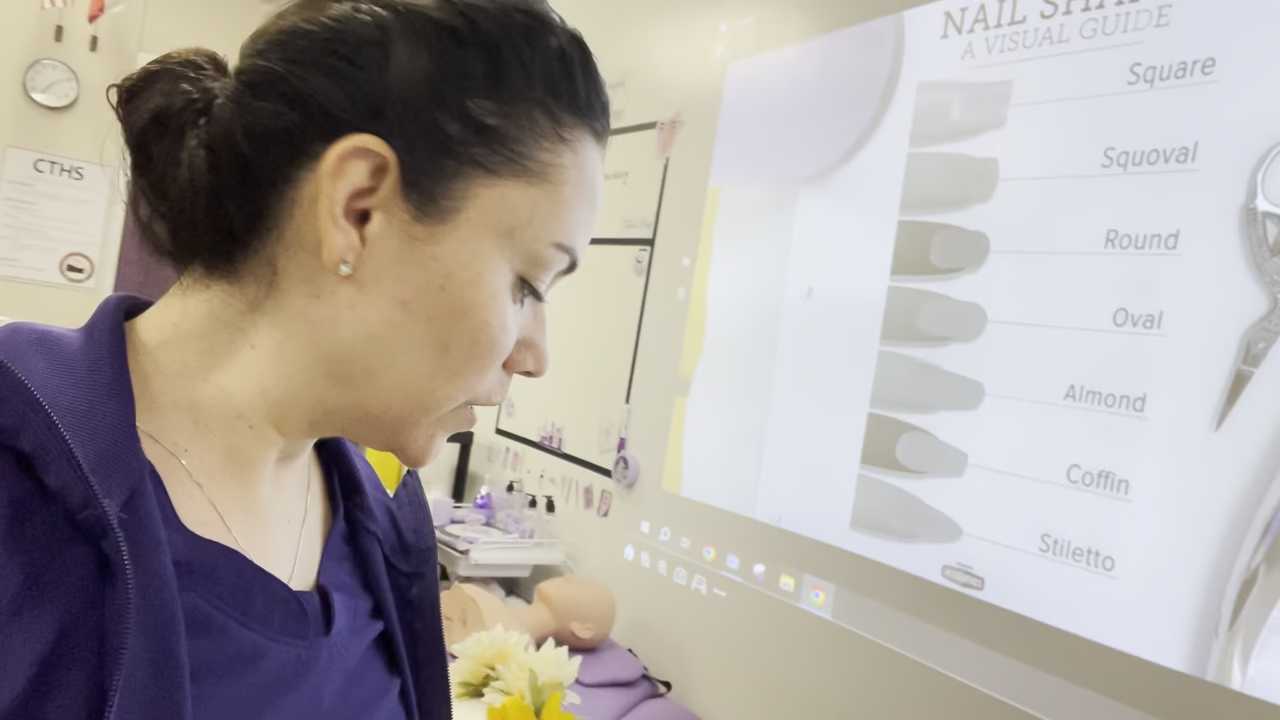 CTHS
NAIL SHA
A VISUAL GUIDE
Square
Squoval
Round
Oval
Almond
Coffin
Stiletto